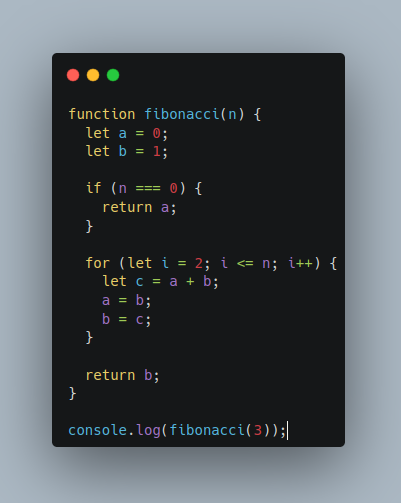 function fibonacci(n) {
  let a = 0;
  let b = 1;

  if (n === 0) {
    return a;
  }

  for (let i = 2; i <= n; i++) {
    let c = a + b;
    a = b;
    b = c;
  }

  return b;
}

console.log(fibonacci(3));